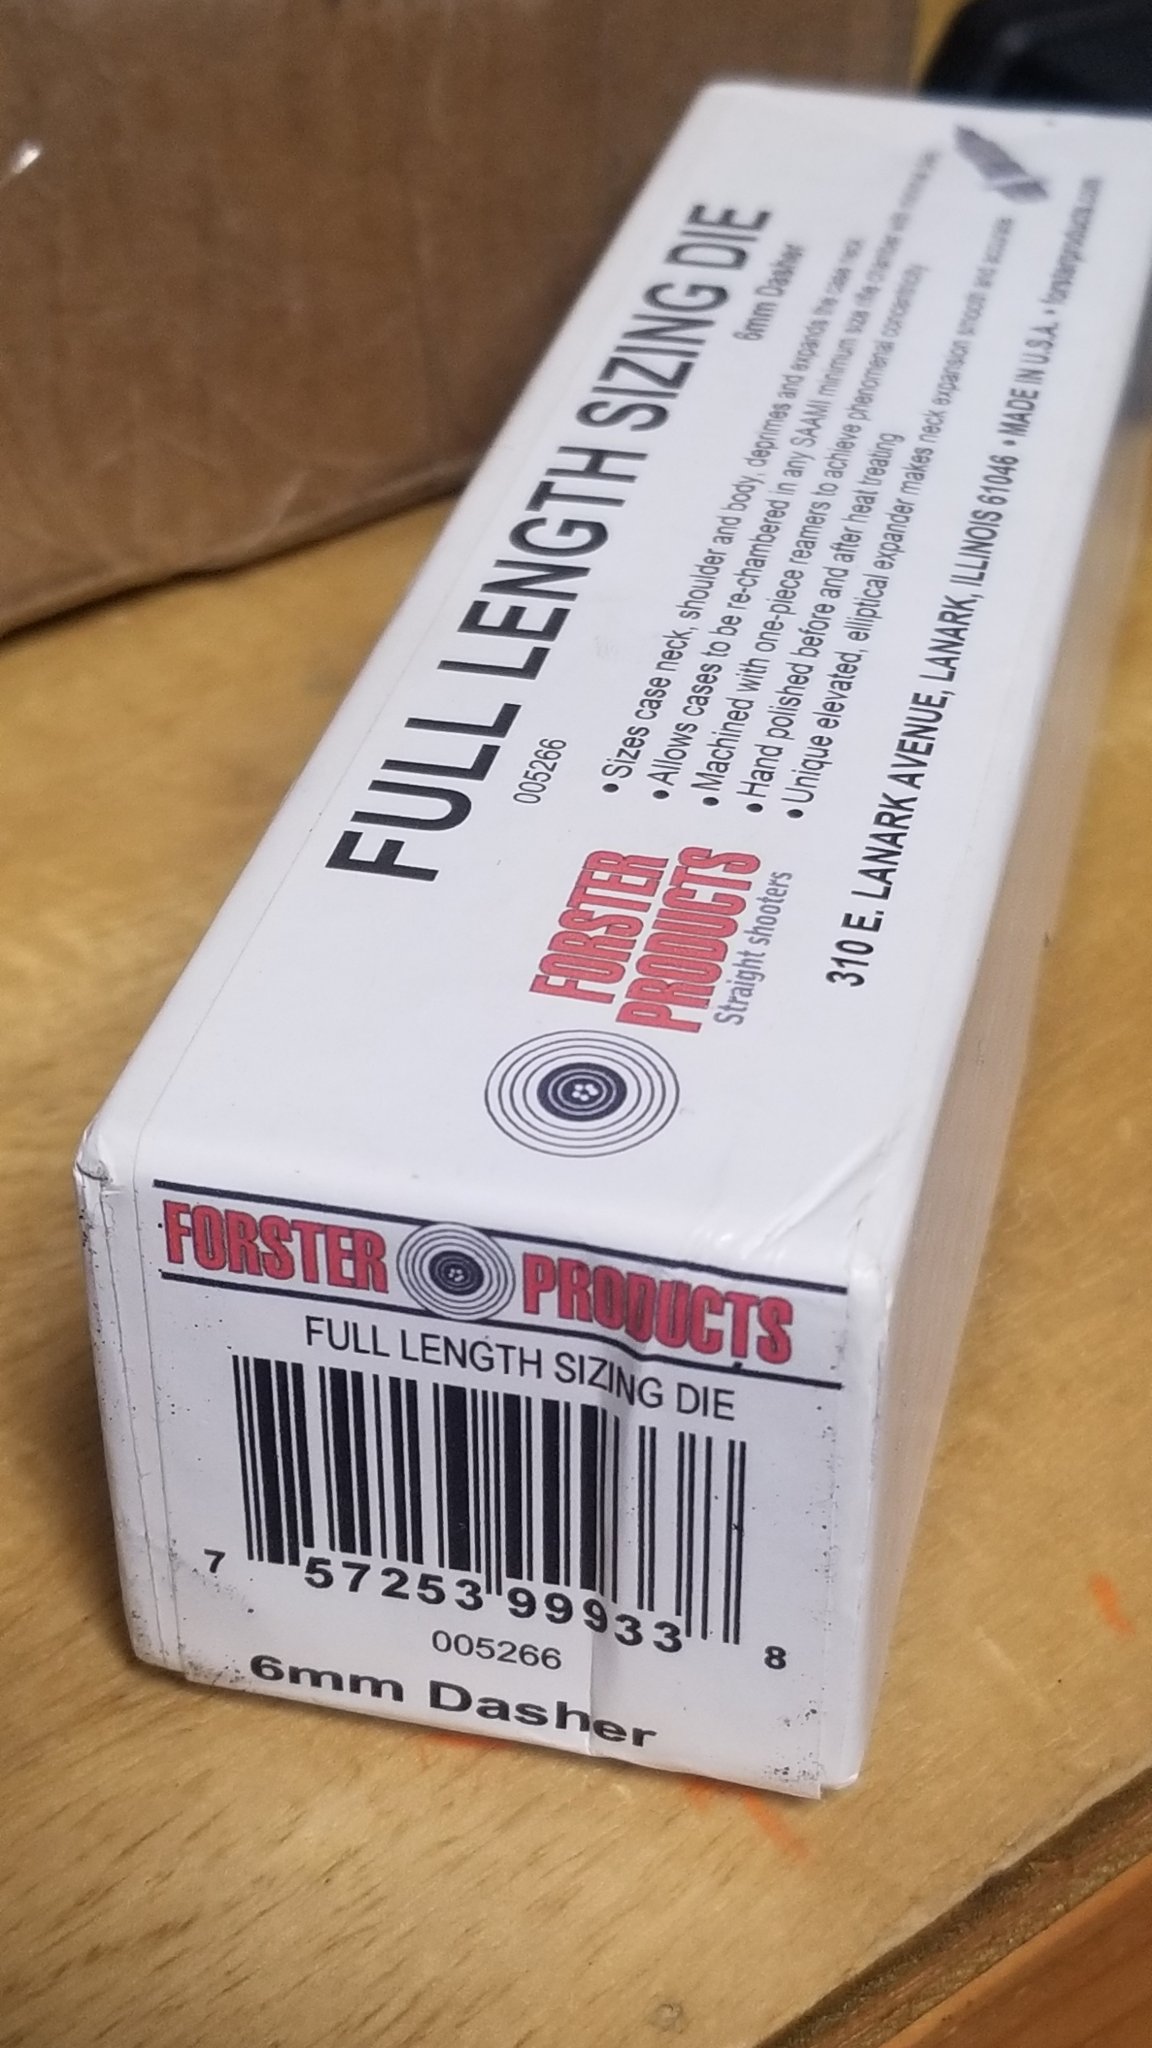 FULL LENGTH SIZING DIE
005266
6mm Dasher
• Sizes case neck, shoulder and body, deprimes and expands the case neck
• Allows cases to be re-chambered in any SAAMI minimum size rifle chamber with minimal
• Machined with one-piece reamers to achieve phenomenal concentricity
• Hand polished before and after heat treating
• Unique elevated, elliptical expander makes neck expansion smooth and accurate
FORSTER
PRODUCTS
Straight shooters
310 E. LANARK AVENUE, LANARK, ILLINOIS 61046 • MADE IN U.S.A. • forsterproducts.com
FORSTER PRODUCTS
FULL LENGTH SIZING DIE
7 57253 99933 8
005266
6mm Dasher